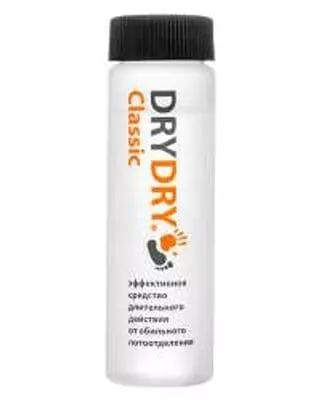 DRYDRY.
Classic
эффективное
средство
длительного
действия
от обильного
потоотделения